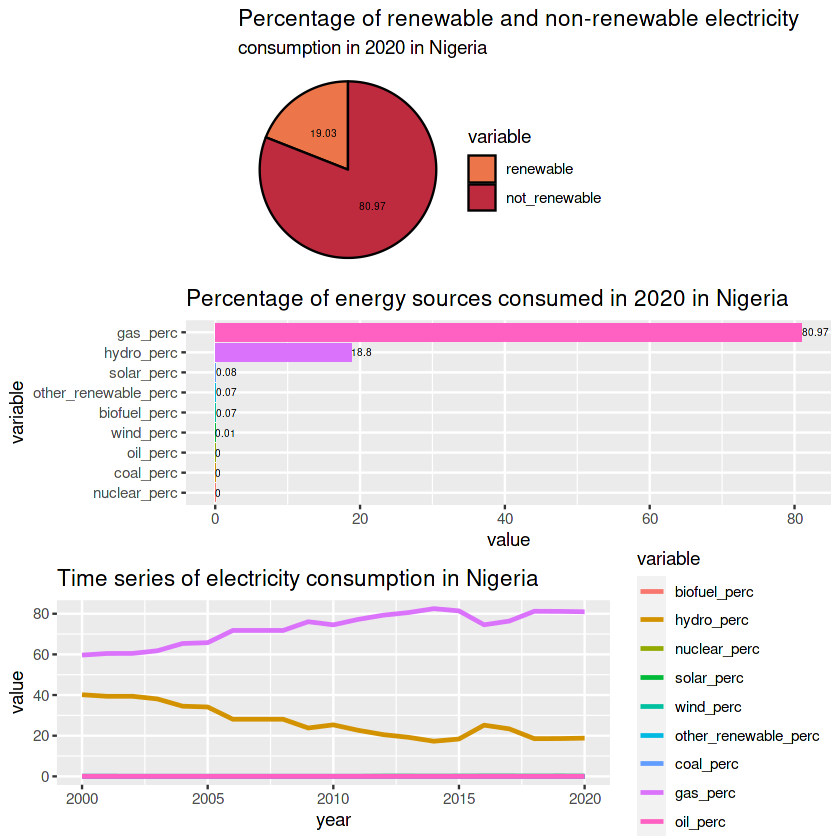 Percentage of renewable and non-renewable electricity
consumption in 2020 in Nigeria
19.03
80.97
variable
renewable
not_renewable
Percentage of energy sources consumed in 2020 in Nigeria
variable
gas_perc
80.97
hydro_perc
18.8
solar_perc
0.08
other_renewable_perc
0.07
biofuel_perc
0.07
wind_perc
0.01
oil_perc
0
coal_perc
0
nuclear_perc
0
0 20 40 60 80
value
Time series of electricity consumption in Nigeria
value
80
60
40
20
0
2000 2005 2010 2015 2020
year
variable
biofuel_perc
hydro_perc
nuclear_perc
solar_perc
wind_perc
other_renewable_perc
coal_perc
gas_perc
oil_perc